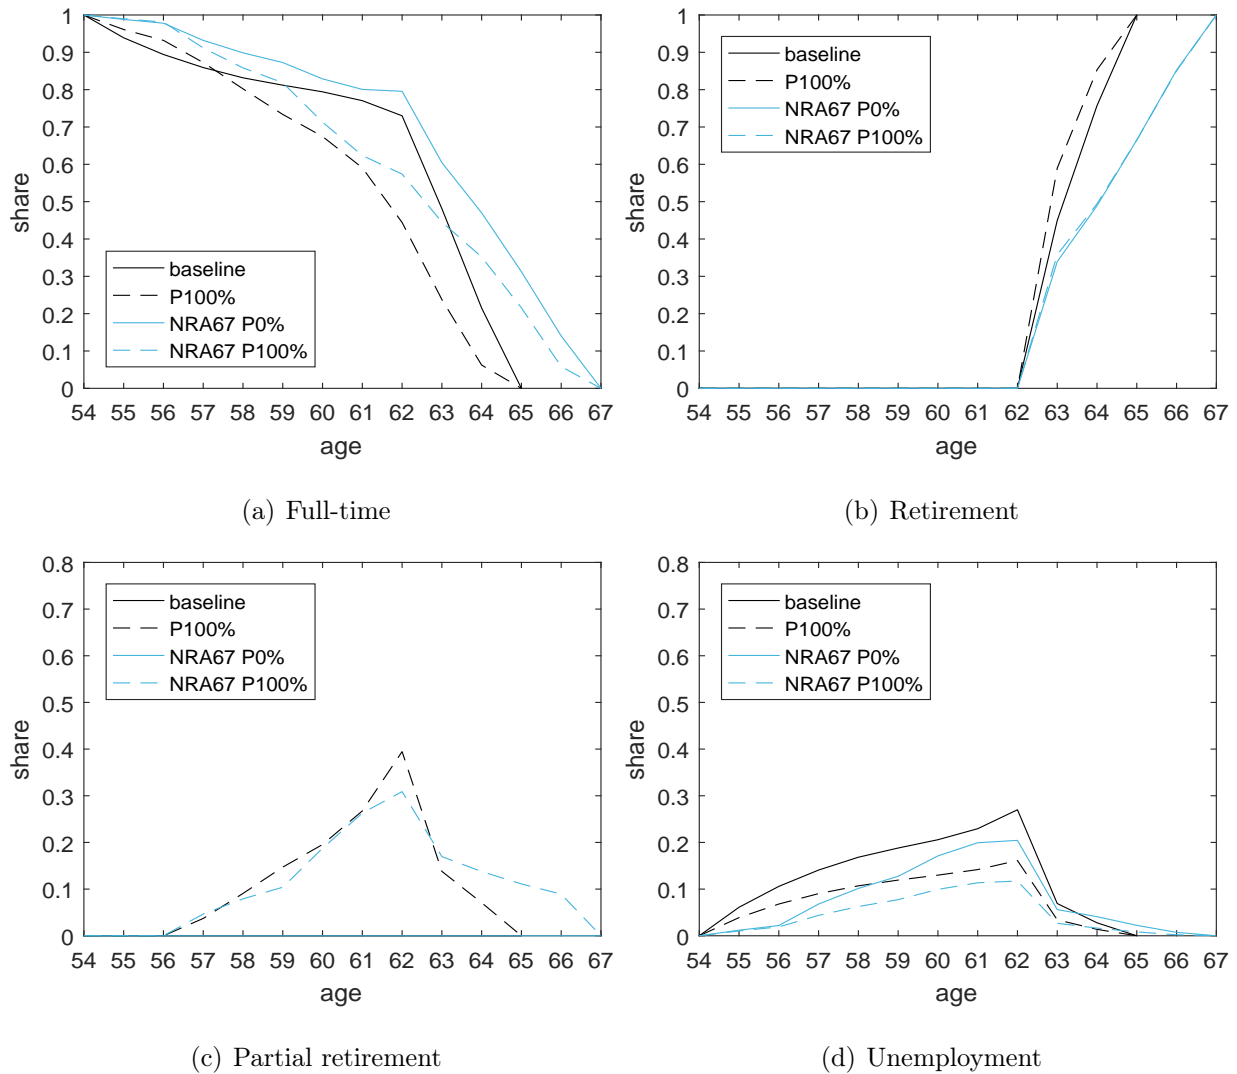 1
0.9
0.8
0.7
0.6
0.5
0.4
0.3
0.2
0.1
0
share
baseline
P100%
NRA67 P0%
NRA67 P100%
54 55 56 57 58 59 60 61 62 63 64 65 66 67
age
(a) Full-time
1
0.9
0.8
0.7
0.6
0.5
0.4
0.3
0.2
0.1
0
share
baseline
P100%
NRA67 P0%
NRA67 P100%
54 55 56 57 58 59 60 61 62 63 64 65 66 67
age
(b) Retirement
0.8
0.7
0.6
0.5
0.4
0.3
0.2
0.1
0
share
baseline
P100%
NRA67 P0%
NRA67 P100%
54 55 56 57 58 59 60 61 62 63 64 65 66 67
age
(c) Partial retirement
0.8
0.7
0.6
0.5
0.4
0.3
0.2
0.1
0
share
baseline
P100%
NRA67 P0%
NRA67 P100%
54 55 56 57 58 59 60 61 62 63 64 65 66 67
age
(d) Unemployment